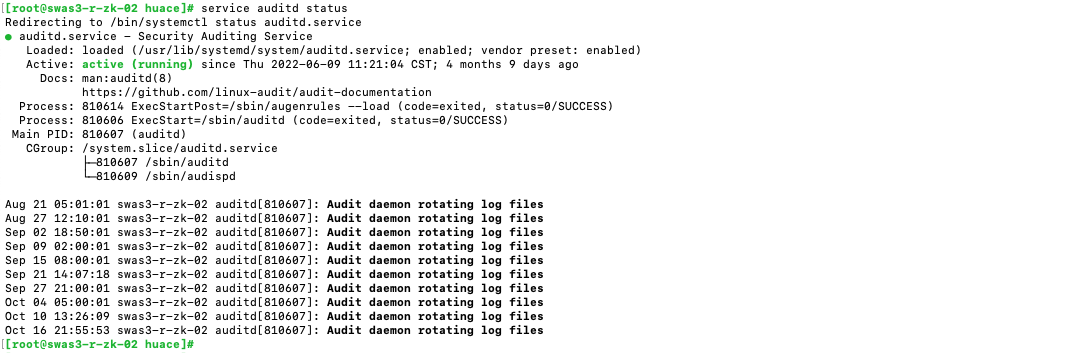 [root@swas3-r-zk-02 huace]# service auditd status
Redirecting to /bin/systemctl status auditd.service
● auditd.service – Security Auditing Service
   Loaded: loaded (/usr/lib/systemd/system/auditd.service; enabled; vendor preset: enabled)
   Active: active (running) since Thu 2022-06-09 11:21:04 CST; 4 months 9 days ago
     Docs: man:auditd(8)
           https://github.com/linux-audit/audit-documentation
  Process: 810614 ExecStartPost=/sbin/augenrules --load (code=exited, status=0/SUCCESS)
  Process: 810606 ExecStart=/sbin/auditd (code=exited, status=0/SUCCESS)
 Main PID: 810607 (auditd)
   CGroup: /system.slice/auditd.service
           ├─810607 /sbin/auditd
           └─810609 /sbin/audispd
Aug 21 05:01:01 swas3-r-zk-02 auditd[810607]: Audit daemon rotating log files
Aug 27 12:10:01 swas3-r-zk-02 auditd[810607]: Audit daemon rotating log files
Sep 02 18:50:01 swas3-r-zk-02 auditd[810607]: Audit daemon rotating log files
Sep 09 02:00:01 swas3-r-zk-02 auditd[810607]: Audit daemon rotating log files
Sep 15 08:00:01 swas3-r-zk-02 auditd[810607]: Audit daemon rotating log files
Sep 21 14:07:18 swas3-r-zk-02 auditd[810607]: Audit daemon rotating log files
Sep 27 21:00:01 swas3-r-zk-02 auditd[810607]: Audit daemon rotating log files
Oct 04 05:00:01 swas3-r-zk-02 auditd[810607]: Audit daemon rotating log files
Oct 10 13:26:09 swas3-r-zk-02 auditd[810607]: Audit daemon rotating log files
Oct 16 21:55:53 swas3-r-zk-02 auditd[810607]: Audit daemon rotating log files
[root@swas3-r-zk-02 huace]#